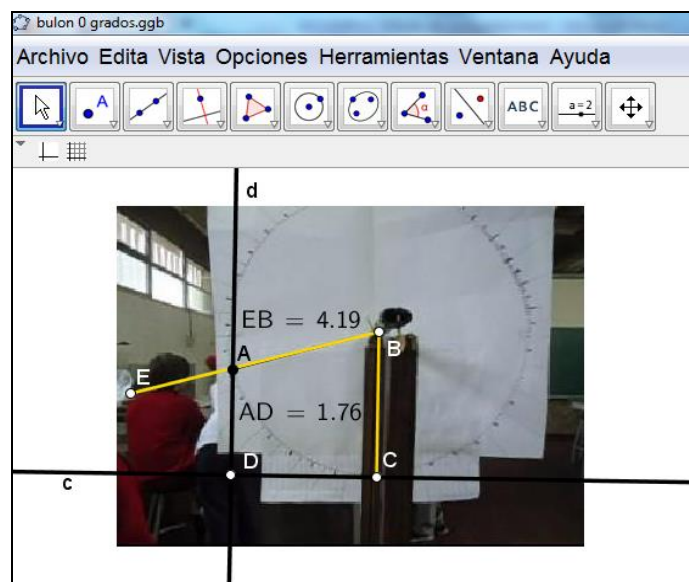 bulon 0 grados.ggb
Archivo Edita Vista Opciones Herramientas Ventana Ayuda
A
α
ABC
a=2
d
EB = 4.19
B
A
E
AD = 1.76
D
C
c